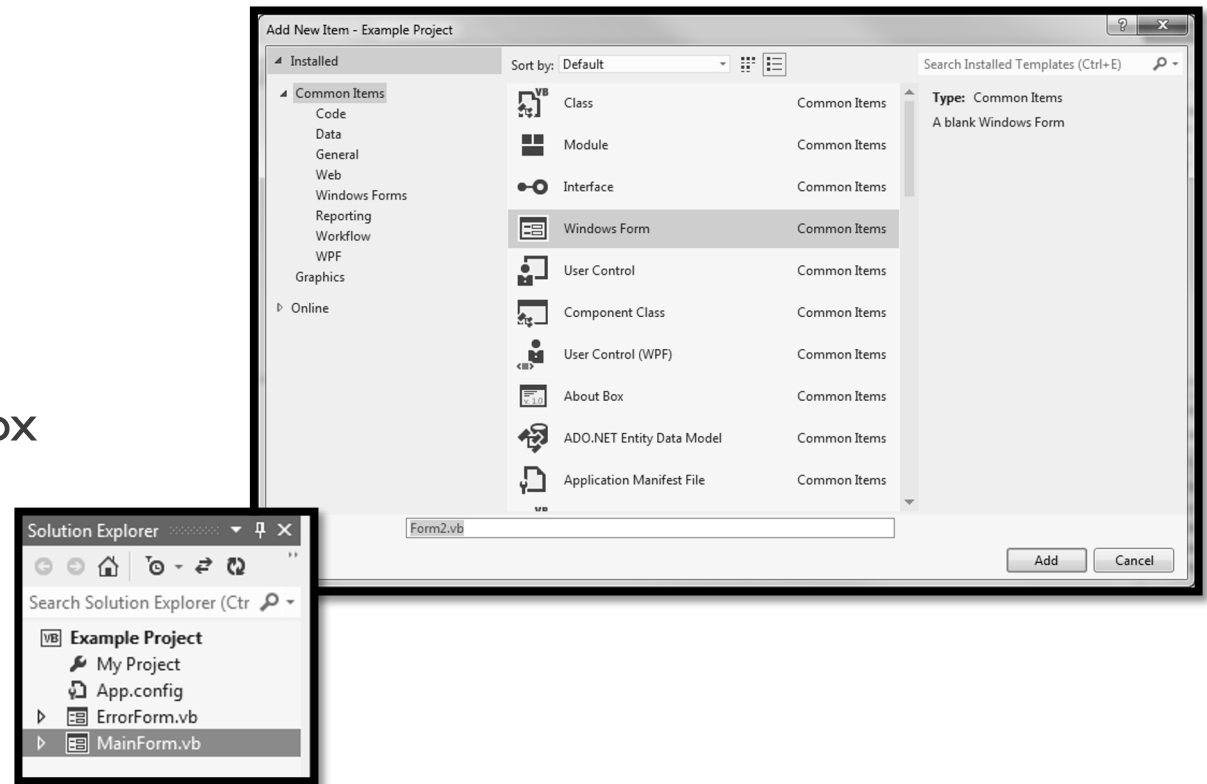 Add New Item - Example Project
Installed
Sort by: Default
Search Installed Templates (Ctrl+E)
Common Items
Code
Data
General
Web
Windows Forms
Reporting
Workflow
WPF
Graphics
Online
VB
Class Common Items
Module Common Items
Interface Common Items
Windows Form Common Items
User Control Common Items
Component Class Common Items
User Control (WPF) Common Items
About Box Common Items
ADO.NET Entity Data Model Common Items
Application Manifest File Common Items
Type: Common Items
A blank Windows Form
Form2.vb
Add Cancel
ox
Solution Explorer
Search Solution Explorer (Ctr
VB Example Project
My Project
App.config
ErrorForm.vb
MainForm.vb